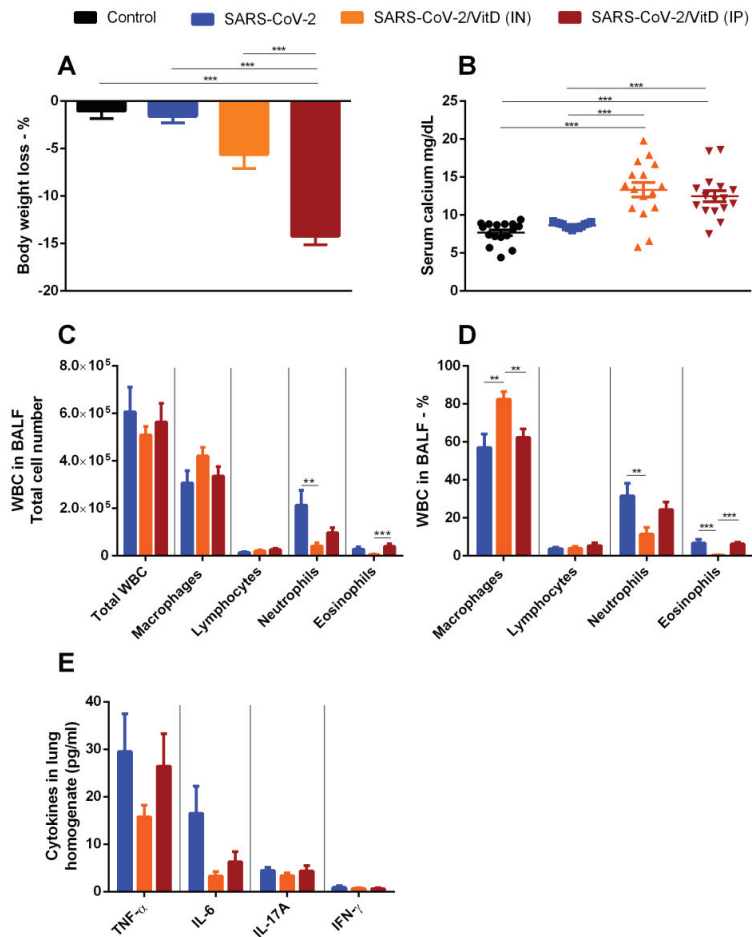 Control SARS-CoV-2 SARS-CoV-2/VitD (IN) SARS-CoV-2/VitD (IP)
A
***
***
***
Body weight loss - %
0
-5
-10
-15
-20
B
***
***
***
***
Serum calcium mg/dL
25
20
15
10
5
0
C
WBC in BALF
Total cell number
8.0×10⁵
6.0×10⁵
4.0×10⁵
2.0×10⁵
0
**
***
Total WBC
Macrophages
Lymphocytes
Neutrophils
Eosinophils
D
WBC in BALF - %
100
80
60
40
20
0
** **
**
*** ***
Macrophages
Lymphocytes
Neutrophils
Eosinophils
E
Cytokines in lung
homogenate (pg/ml)
40
30
20
10
0
TNF-α
IL-6
IL-17A
IFN-γ